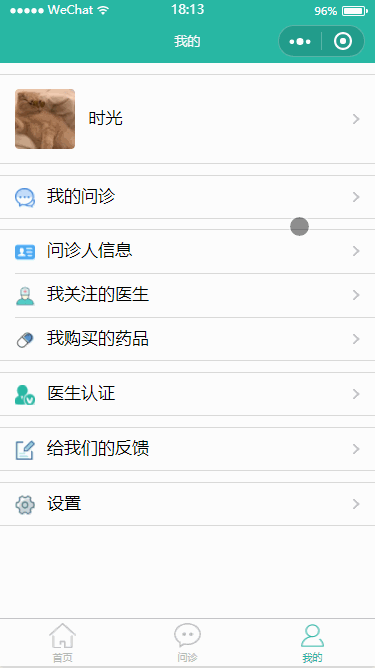 WeChat 18:13 96%
我的
时光
我的问诊
问诊人信息
我关注的医生
我购买的药品
医生认证
给我们的反馈
设置
首页 问诊 我的